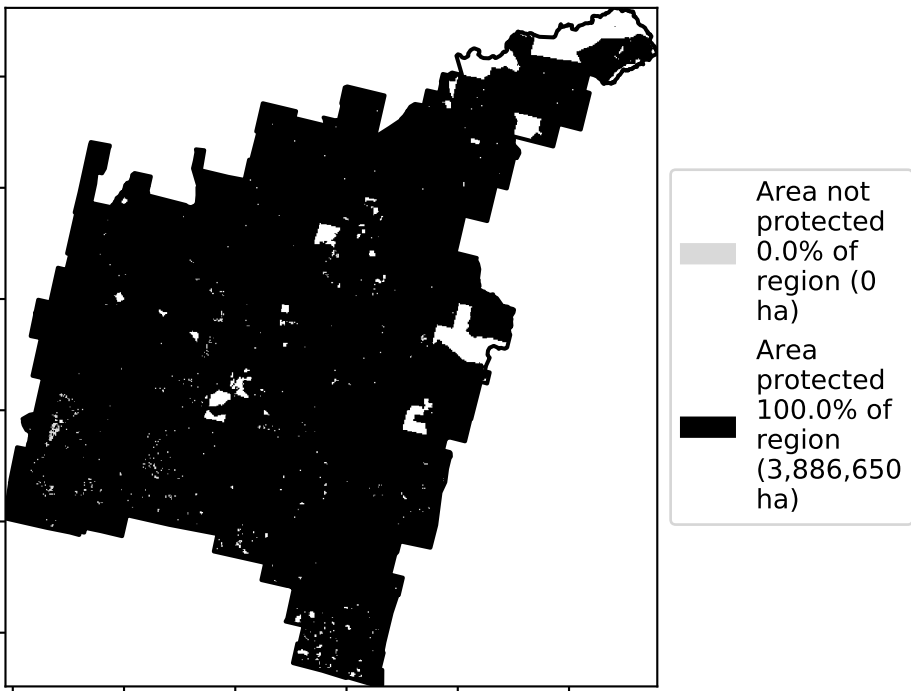 Area not
protected
0.0% of
region (0
ha)
Area
protected
100.0% of
region
(3,886,650
ha)